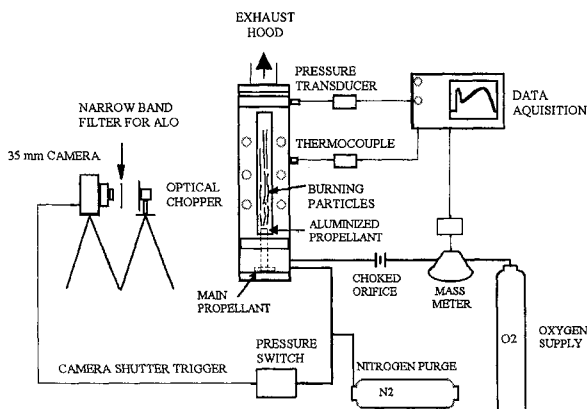 EXHAUST
HOOD
PRESSURE
TRANSDUCER
NARROW BAND
FILTER FOR ALO
DATA
AQUISITION
35 mm CAMERA
THERMOCOUPLE
OPTICAL
CHOPPER
BURNING
PARTICLES
ALUMINIZED
PROPELLANT
MAIN
PROPELLANT
CHOKED
ORIFICE
MASS
METER
PRESSURE
SWITCH
O2
OXYGEN
SUPPLY
CAMERA SHUTTER TRIGGER
NITROGEN PURGE
N2